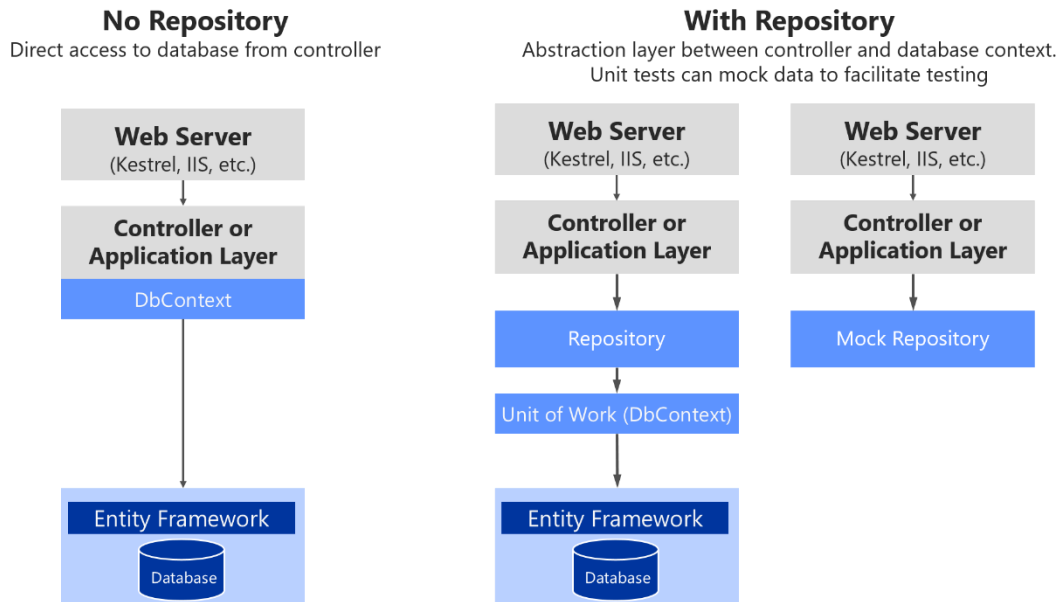 No Repository
Direct access to database from controller
Web Server
(Kestrel, IIS, etc.)
Controller or
Application Layer
DbContext
Entity Framework
Database
With Repository
Abstraction layer between controller and database context.
Unit tests can mock data to facilitate testing
Web Server
(Kestrel, IIS, etc.)
Controller or
Application Layer
Repository
Unit of Work (DbContext)
Entity Framework
Database
Web Server
(Kestrel, IIS, etc.)
Controller or
Application Layer
Mock Repository